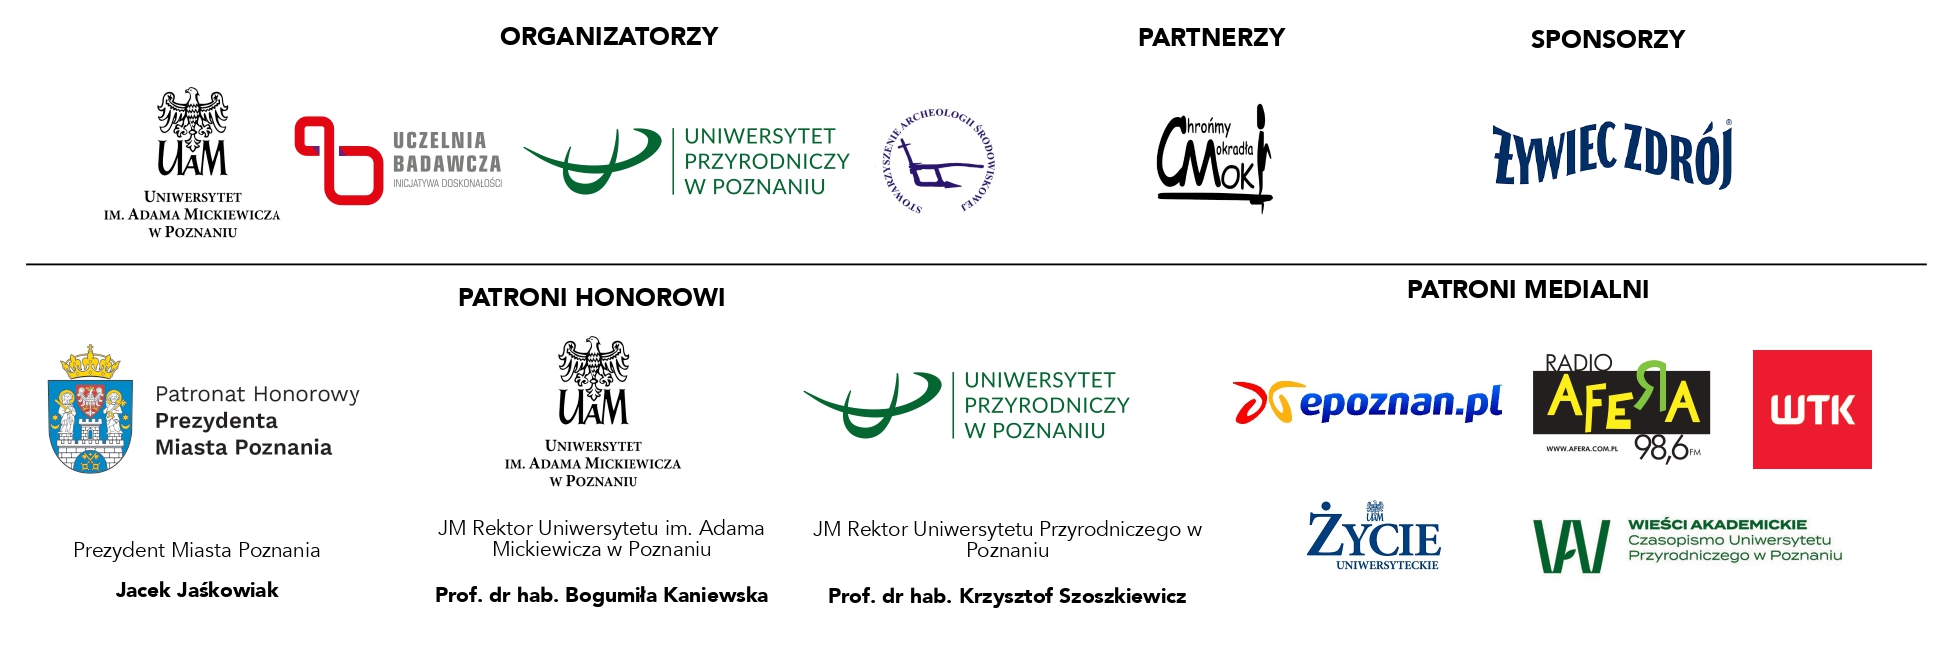 ORGANIZATORZY
PARTNERZY
SPONSORZY
UAM
UNIWERSYTET
IM. ADAMA MICKIEWICZA
W POZNANIU
UCZELNIA
BADAWCZA
INICJATYWA DOSKONAŁOŚCI
UNIWERSYTET
PRZYRODNICZY
W POZNANIU
STOWARZYSZENIE ARCHEOLOGII ŚRODOWISKOWEJ
Chrońmy
Mokradła
CMok
ŻYWIEC ZDRÓJ®
PATRONI HONOROWI
PATRONI MEDIALNI
Patronat Honorowy
Prezydenta
Miasta Poznania
UAM
UNIWERSYTET
IM. ADAMA MICKIEWICZA
W POZNANIU
UNIWERSYTET
PRZYRODNICZY
W POZNANIU
epoznan.pl
RADIO
AFERA
WWW.AFERA.COM.PL
98,6 FM
WTK
Prezydent Miasta Poznania
Jacek Jaśkowiak
JM Rektor Uniwersytetu im. Adama
Mickiewicza w Poznaniu
Prof. dr hab. Bogumiła Kaniewska
JM Rektor Uniwersytetu Przyrodniczego w
Poznaniu
Prof. dr hab. Krzysztof Szoszkiewicz
UAM
ŻYCIE
UNIWERSYTECKIE
WA
WIEŚCI AKADEMICKIE
Czasopismo Uniwersytetu
Przyrodniczego w Poznaniu